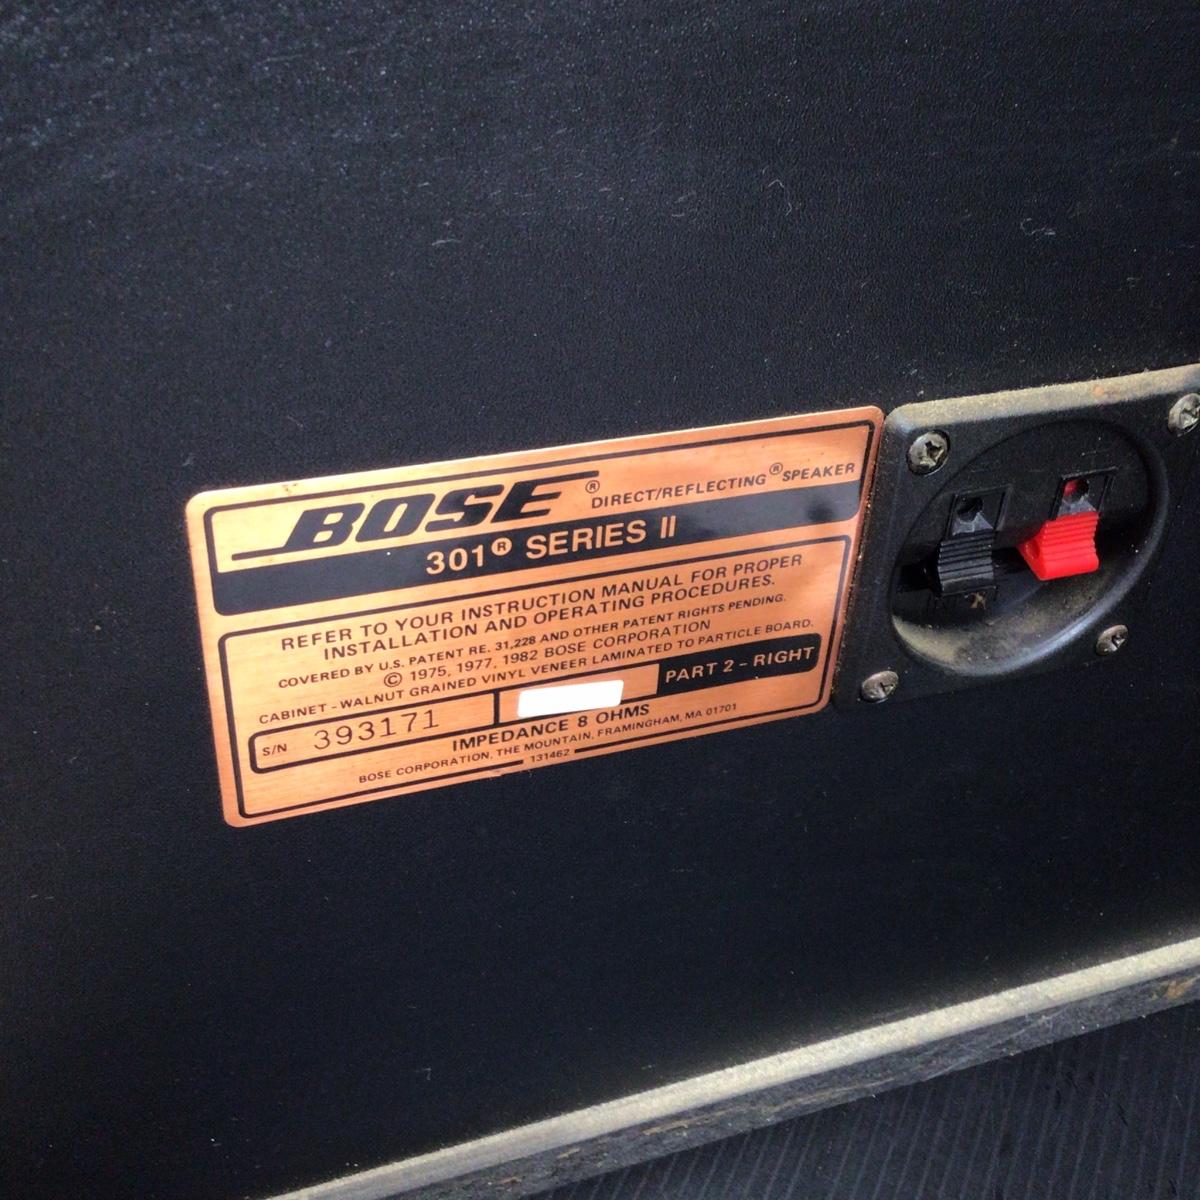 BOSE® DIRECT/REFLECTING® SPEAKER
301® SERIES II
REFER TO YOUR INSTRUCTION MANUAL FOR PROPER
INSTALLATION AND OPERATING PROCEDURES.
COVERED BY U.S. PATENT RE. 31,228 AND OTHER PATENT RIGHTS PENDING.
© 1975, 1977, 1982 BOSE CORPORATION
CABINET - WALNUT GRAINED VINYL VENEER LAMINATED TO PARTICLE BOARD.
S/N 393171 PART 2 - RIGHT
IMPEDANCE 8 OHMS
BOSE CORPORATION, THE MOUNTAIN, FRAMINGHAM, MA 01701
131462